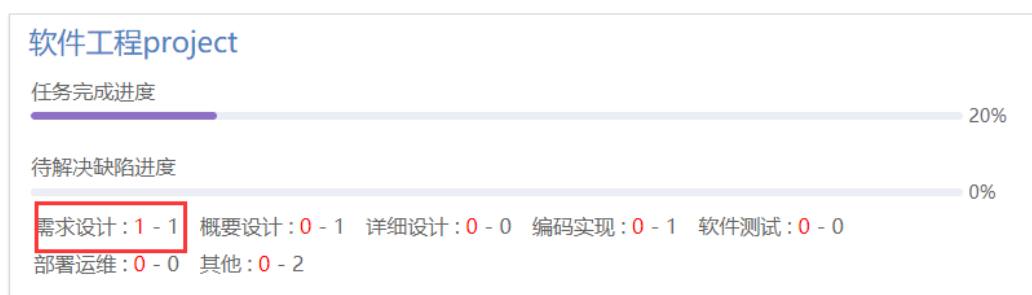 软件工程project
任务完成进度
20%
待解决缺陷进度
0%
需求设计 : 1 - 1 概要设计 : 0 - 1 详细设计 : 0 - 0 编码实现 : 0 - 1 软件测试 : 0 - 0
部署运维 : 0 - 0 其他 : 0 - 2